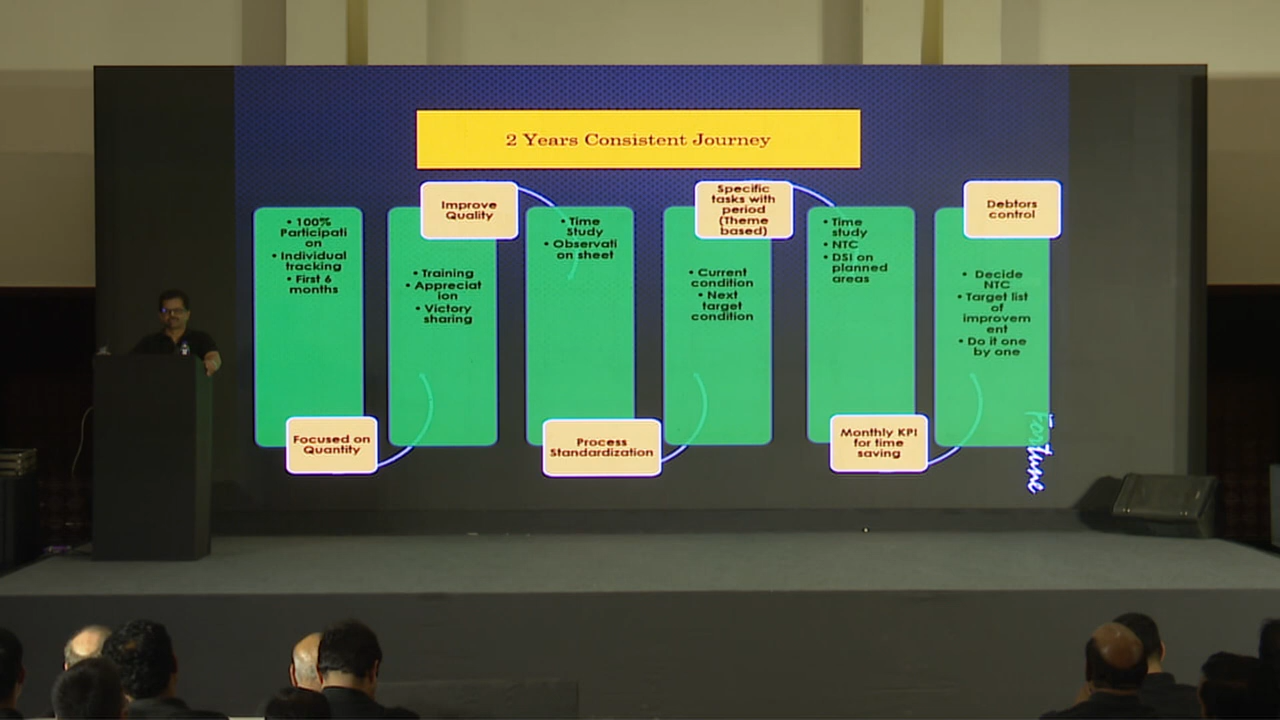 2 Years Consistent Journey
• 100%
Participati
on
• Individual
tracking
• First 6
months
Focused on
Quantity
Improve
Quality
• Training
• Appreciat
ion
• Victory
sharing
• Time
Study
• Observati
on sheet
Process
Standardization
Specific
tasks with
period
(Theme
based)
• Current
condition
• Next
target
condition
• Time
study
• NTC
• DSI on
planned
areas
Monthly KPI
for time
saving
Debtors
control
• Decide
NTC
• Target list
of
improvem
ent
• Do it one
by one
Fortune